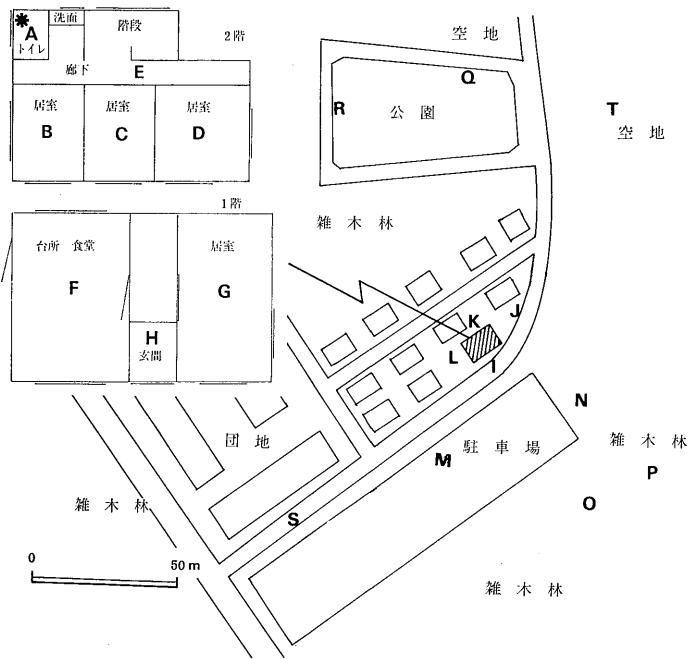 洗面
階段
2階
A
トイレ
廊下
E
居室
居室
居室
B
C
D
1階
台所 食堂
居室
F
G
H
玄関
空地
Q
R
公園
T
空地
雑木林
J
K
L
I
N
団地
駐車場
雑木林
M
P
雑木林
O
S
0
50m
雑木林